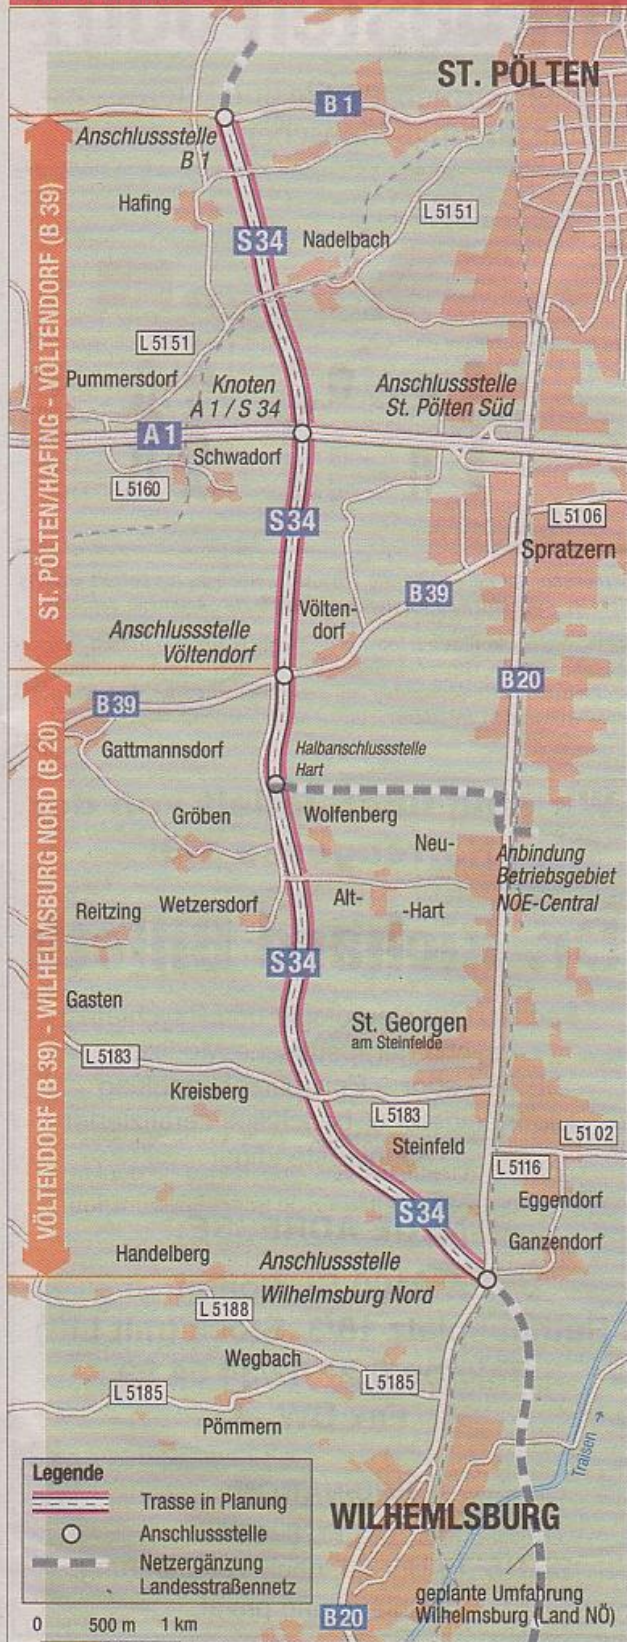 ST. PÖLTEN
B 1
Anschlussstelle
B 1
Hafing
L 5151
S 34
Nadelbach
ST. PÖLTEN/HAFING - VÖLTENDORF (B 39)
L 5151
Pummersdorf
Knoten
A 1 / S 34
Anschlussstelle
St. Pölten Süd
A 1
Schwadorf
L 5160
S 34
L 5106
Spratzern
B 39
Völten-
dorf
Anschlussstelle
Völtendorf
B 20
B 39
VÖLTENDORF (B 39) - WILHELMSBURG NORD (B 20)
Gattmannsdorf
Halbanschlussstelle
Hart
Gröben
Wolfenberg
Neu-
Anbindung
Betriebsgebiet
NOE-Central
Reitzing
Wetzersdorf
Alt-
-Hart
S 34
Gasten
St. Georgen
am Steinfelde
L 5183
Kreisberg
L 5183
L 5102
Steinfeld
L 5116
Eggendorf
S 34
Ganzendorf
Handelberg
Anschlussstelle
Wilhelmsburg Nord
L 5188
Wegbach
L 5185
L 5185
Pömmern
Traisen
Legende
Trasse in Planung
Anschlussstelle
Netzergänzung
Landesstraßennetz
WILHEMLSBURG
geplante Umfahrung
Wilhelmsburg (Land NÖ)
B 20
0 500 m 1 km